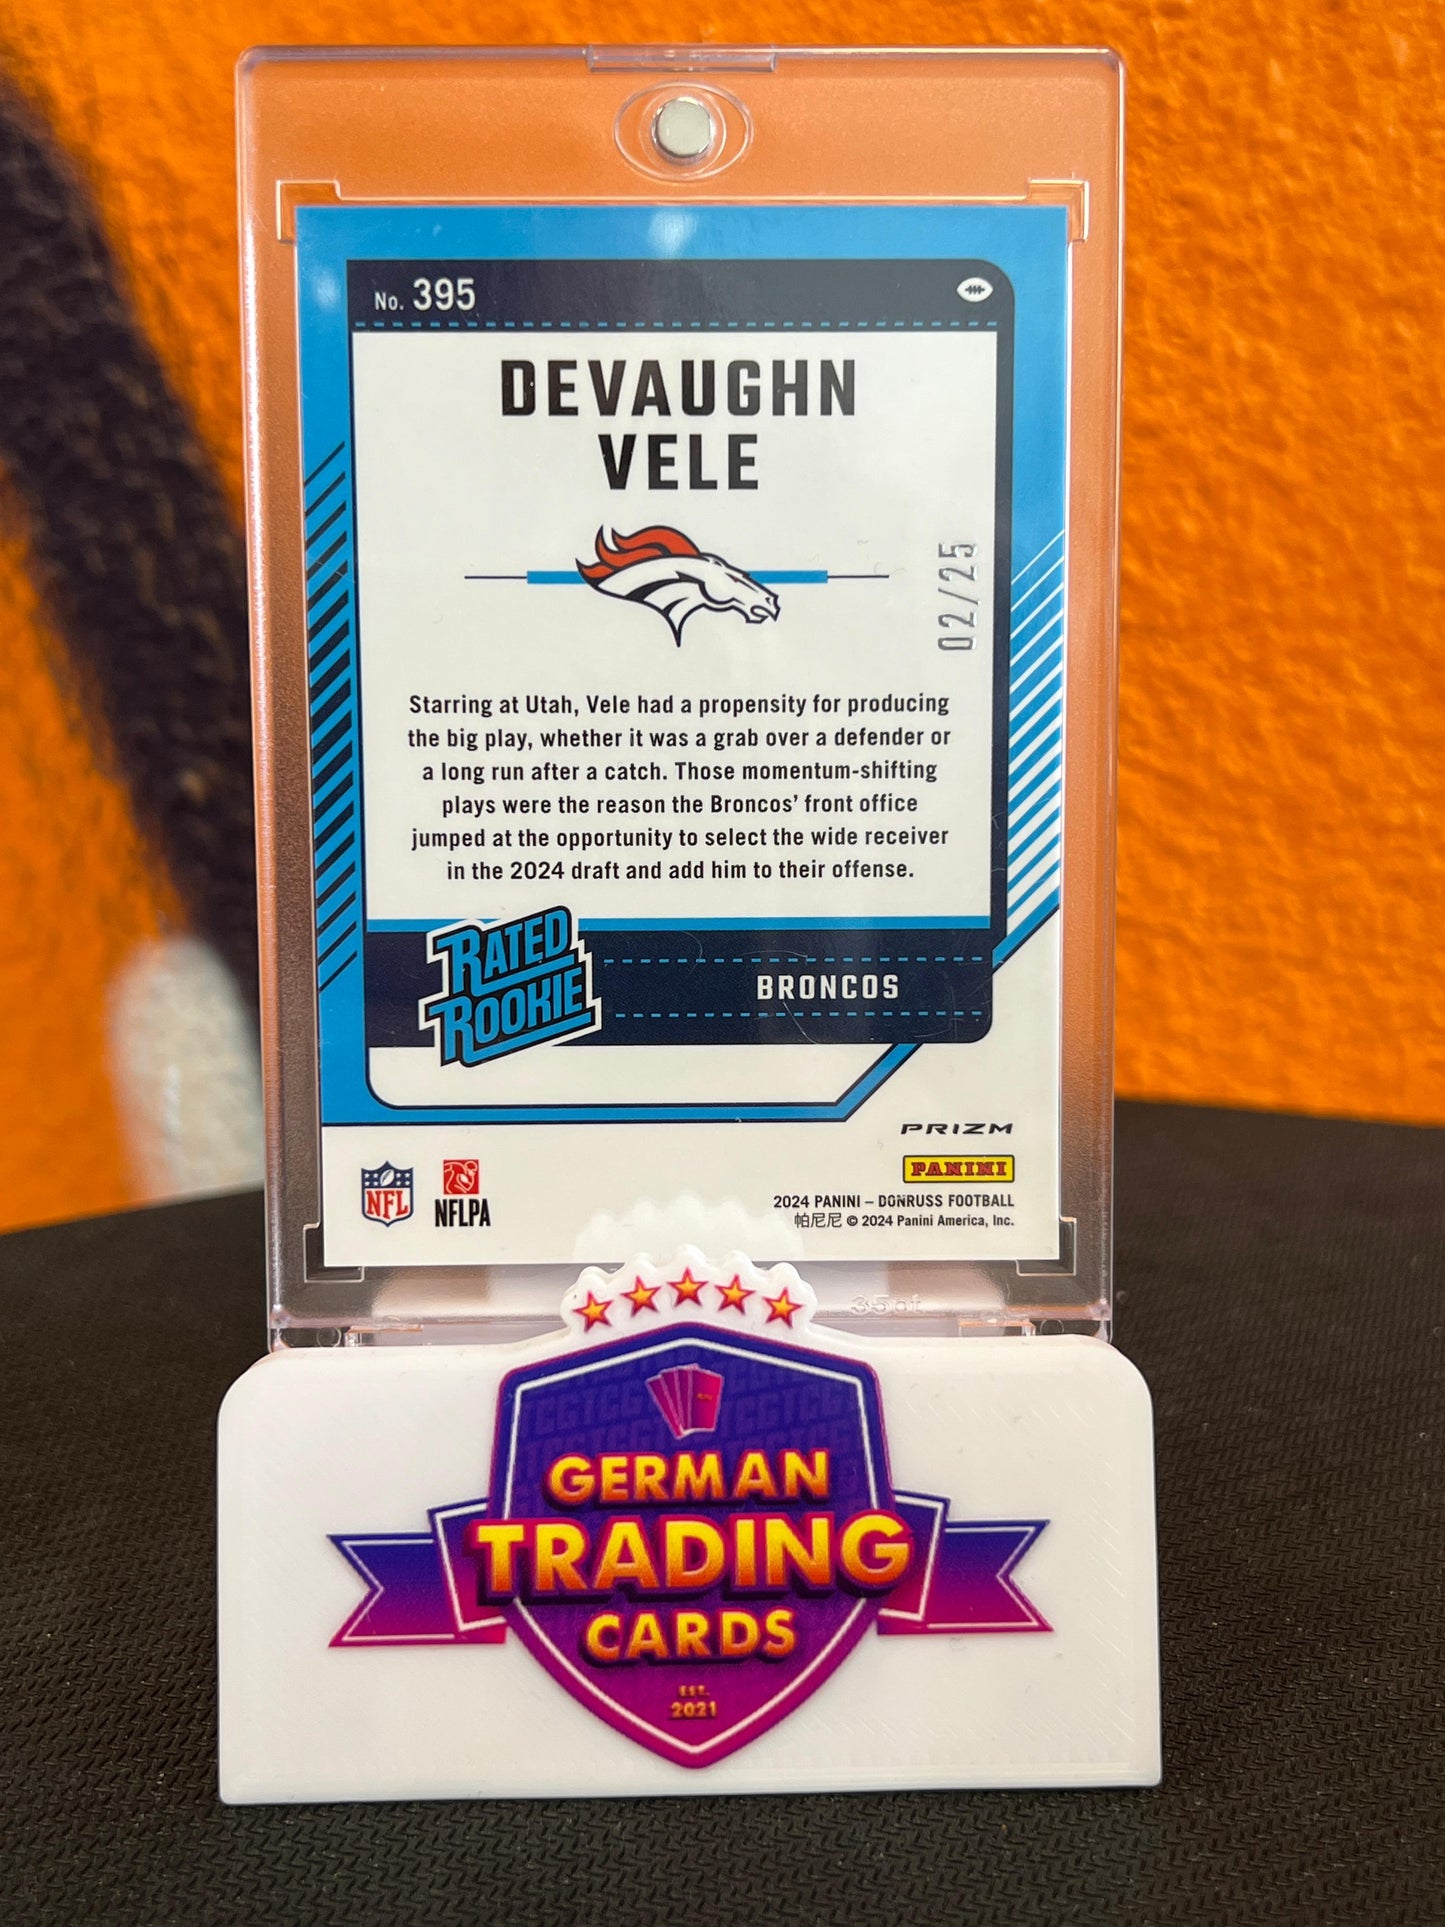 No. 395
DEVAUGHN
VELE
02/25
Starring at Utah, Vele had a propensity for producing
the big play, whether it was a grab over a defender or
a long run after a catch. Those momentum-shifting
plays were the reason the Broncos' front office
jumped at the opportunity to select the wide receiver
in the 2024 draft and add him to their offense.
RATED
ROOKIE
BRONCOS
PRIZM
PANINI
NFL
NFLPA
2024 PANINI – DONRUSS FOOTBALL
帕尼尼 © 2024 Panini America, Inc.
35pt
GERMAN
TRADING
CARDS
EST.
2021